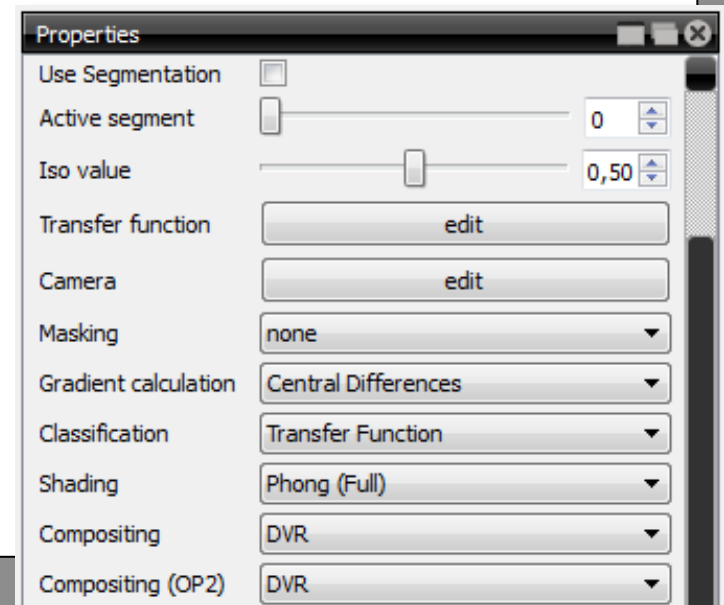 Properties
Use Segmentation
Active segment 0
Iso value 0,50
Transfer function edit
Camera edit
Masking none
Gradient calculation Central Differences
Classification Transfer Function
Shading Phong (Full)
Compositing DVR
Compositing (OP2) DVR